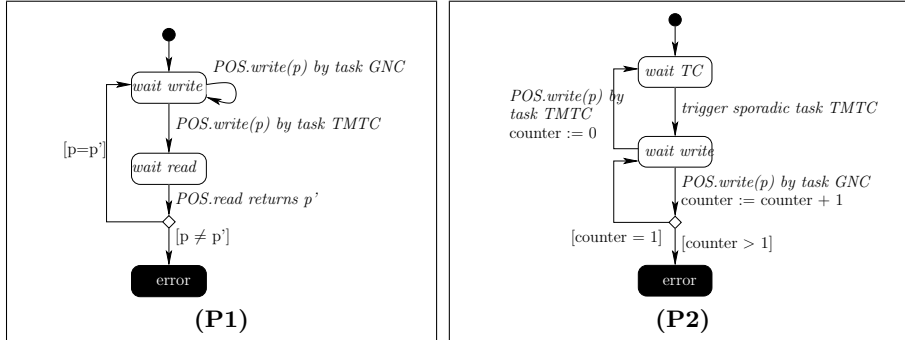 POS.write(p) by task GNC
wait write
POS.write(p) by task TMTC
[p=p']
wait read
POS.read returns p'
[p ≠ p']
error
(P1)
wait TC
POS.write(p) by
task TMTC
counter := 0
trigger sporadic task TMTC
wait write
POS.write(p) by task GNC
counter := counter + 1
[counter = 1]
[counter > 1]
error
(P2)